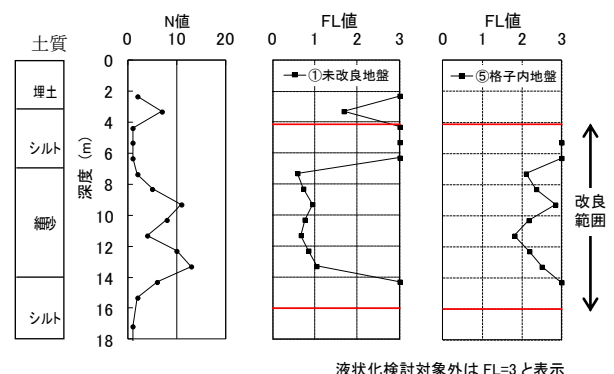 土質
N値
0 10 20
FL値
0 1 2 3
FL値
0 1 2 3
深度 (m)
0
2
4
6
8
10
12
14
16
18
埋土
シルト
細砂
シルト
①未改良地盤
⑤格子内地盤
改良
範囲
液状化検討対象外は FL=3 と表示